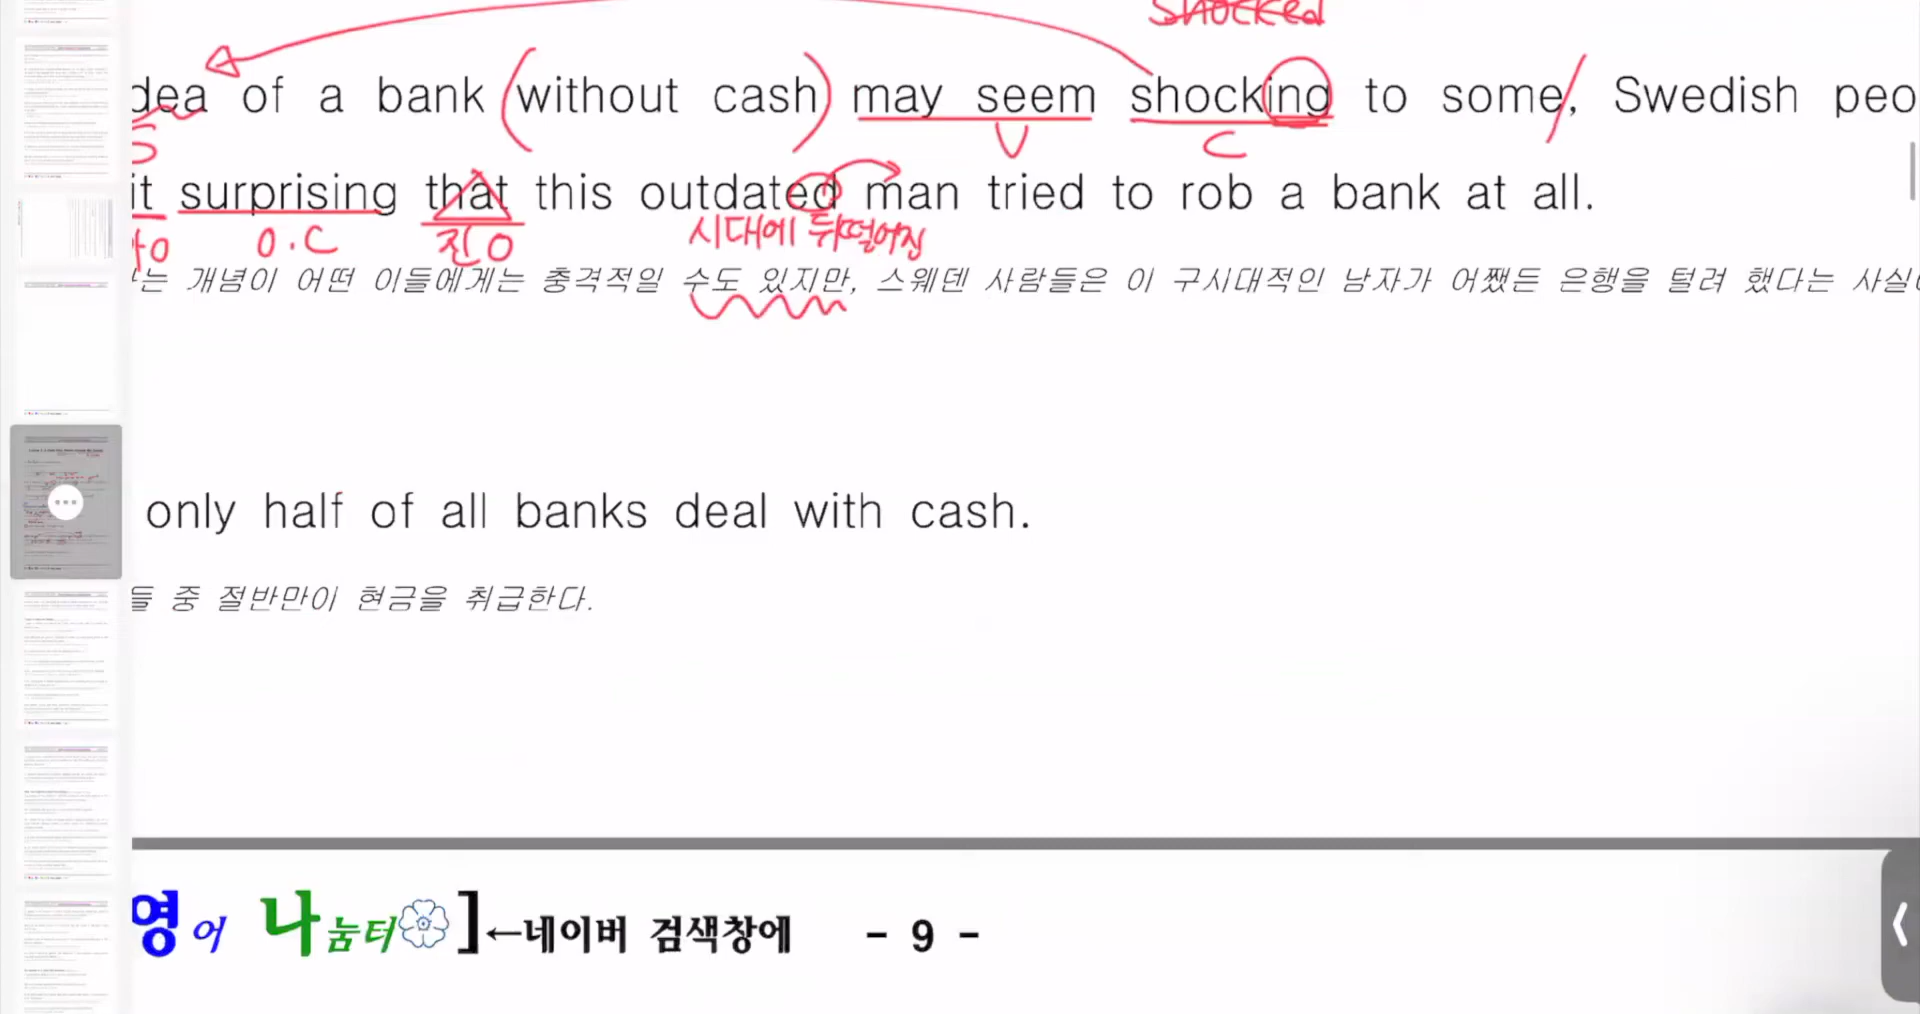 shocked
dea of a bank (without cash) may seem shocking to some, Swedish peo
S V C
it surprising that this outdated man tried to rob a bank at all.
O.C 진O 시대에 뒤떨어진
는 개념이 어떤 이들에게는 충격적일 수도 있지만, 스웨덴 사람들은 이 구시대적인 남자가 어쨌든 은행을 털려 했다는 사실
only half of all banks deal with cash.
들 중 절반만이 현금을 취급한다.
영어 나눔터]←네이버 검색창에 - 9 -